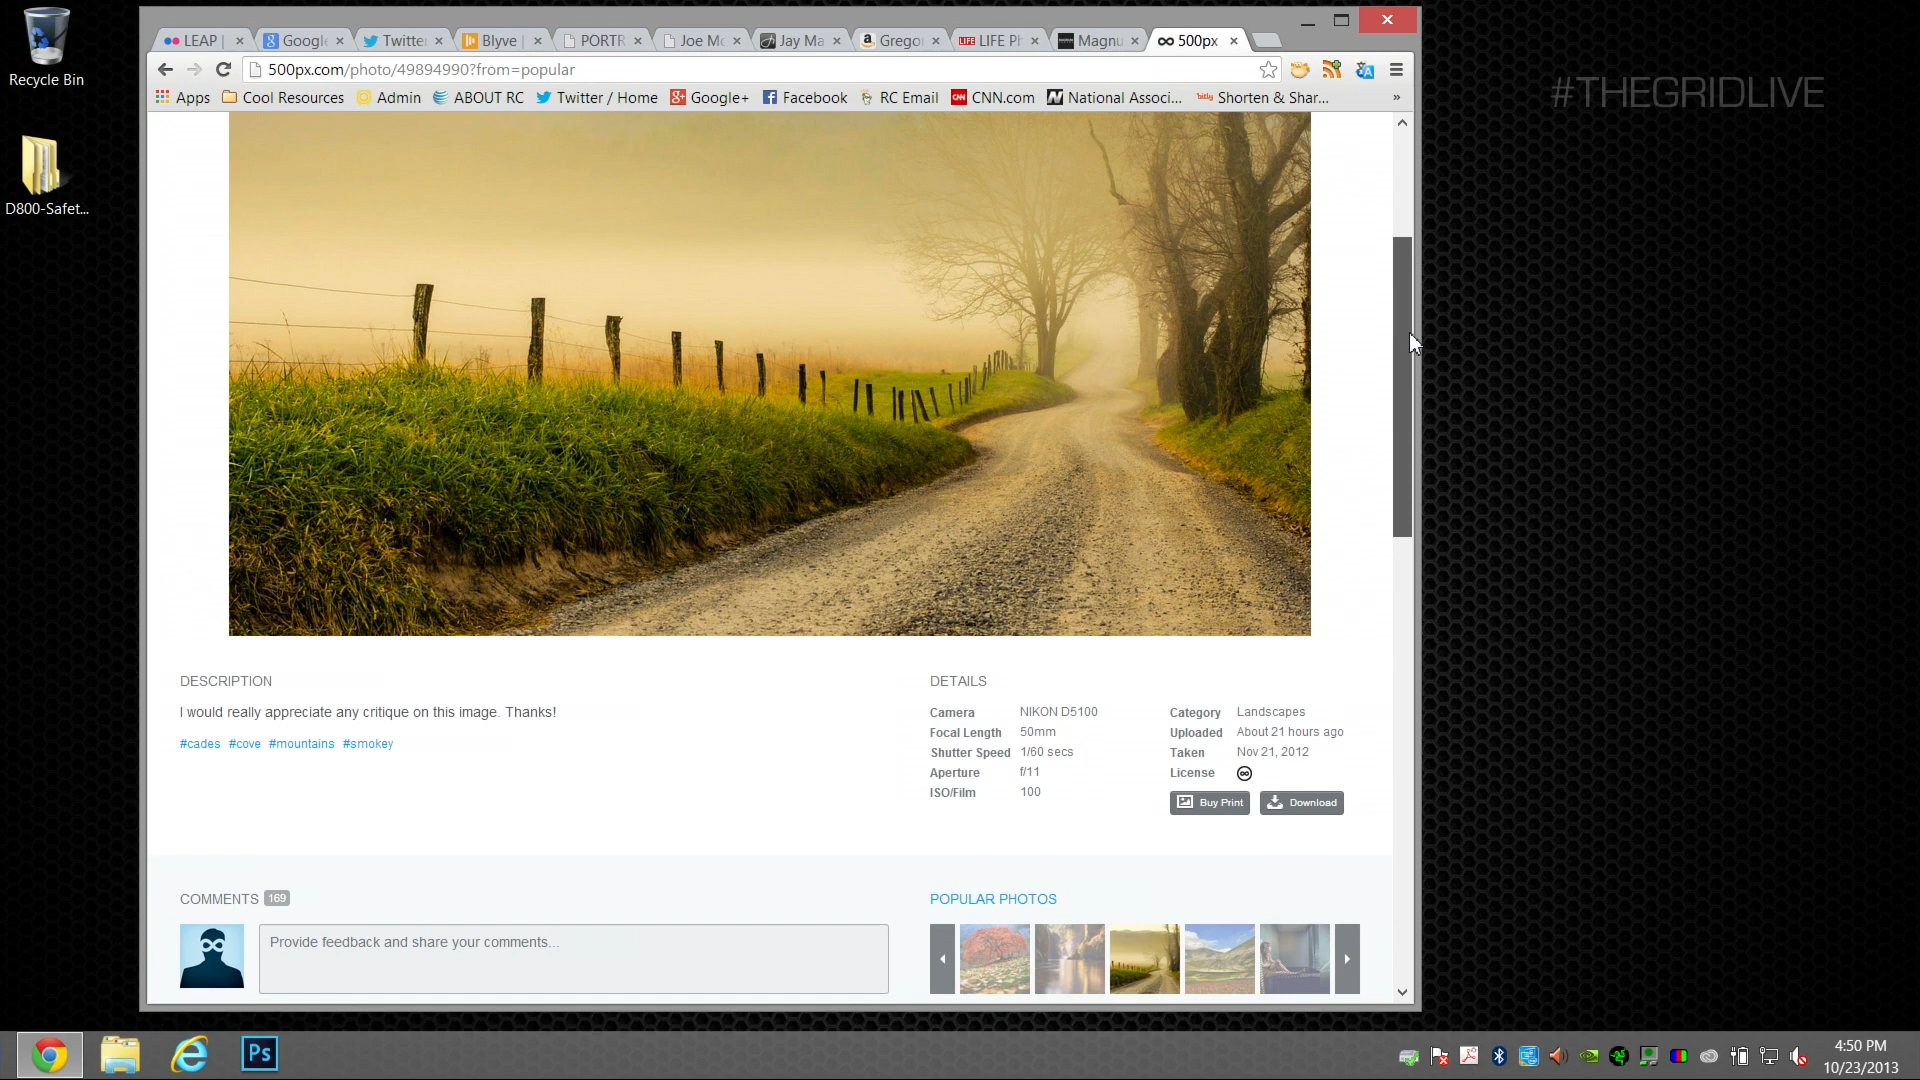 Recycle Bin
D800-Safet...
#THEGRIDLIVE
LEAP |
Google
Twitter
Blyve |
PORTR
Joe Mc
Jay Ma
Grego
LIFE Ph
Magnu
500px
500px.com/photo/49894990?from=popular
Apps
Cool Resources
Admin
ABOUT RC
Twitter / Home
Google+
Facebook
RC Email
CNN.com
National Associ...
Shorten & Shar...
»
DESCRIPTION
I would really appreciate any critique on this image. Thanks!
#cades #cove #mountains #smokey
DETAILS
Camera NIKON D5100
Focal Length 50mm
Shutter Speed 1/60 secs
Aperture f/11
ISO/Film 100
Category Landscapes
Uploaded About 21 hours ago
Taken Nov 21, 2012
License
Buy Print
Download
COMMENTS 169
Provide feedback and share your comments...
POPULAR PHOTOS
Ps
4:50 PM
10/23/2013